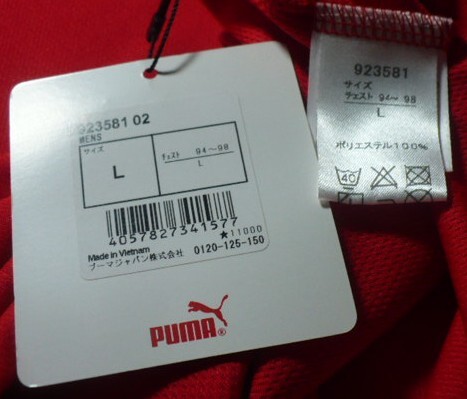 923581 02
MENS
サイズ
L
チェスト 94～98
L
4057827341577
★11000
Made in Vietnam
プーマジャパン株式会社 0120-125-150
PUMA®
923581
サイズ
チェスト 94～98
L
ポリエステル100%
40